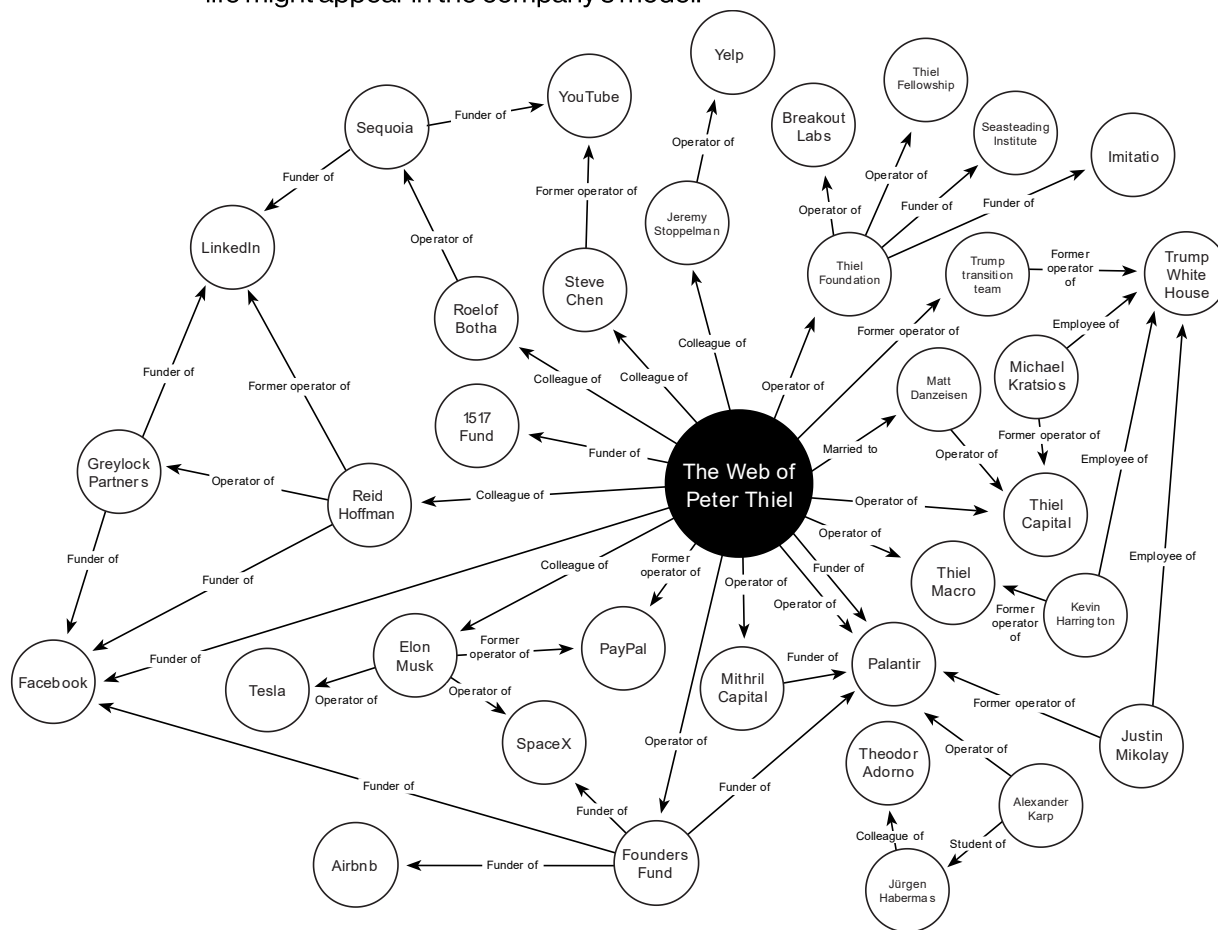 life might appear in the company's model.
Yelp
Thiel
Fellowship
YouTube
Breakout
Labs
Seasteading
Institute
Sequoia
Funder of
Imitatio
Operator of
Funder of
Former operator of
Operator of
Funder of
Funder of
Operator of
LinkedIn
Operator of
Jeremy
Stoppelman
Thiel
Foundation
Trump
transition
team
Former
operator
of
Trump
White
House
Steve
Chen
Roelof
Botha
Former operator of
Employee of
Colleague of
Funder of
Former operator of
Colleague of
Colleague of
Operator of
Matt
Danzeisen
Michael
Kratsios
1517
Fund
Funder of
Married to
Operator of
Former operator of
Employee of
Greylock
Partners
Operator of
Reid
Hoffman
Colleague of
The Web of
Peter Thiel
Operator of
Thiel
Capital
Funder of
Funder of
Colleague of
Former
operator of
Operator of
Operator of
Funder of
Operator of
Thiel
Macro
Former
operator
of
Kevin
Harrington
Employee of
Facebook
Funder of
Elon
Musk
Former
operator of
PayPal
Mithril
Capital
Funder of
Palantir
Tesla
Operator of
Operator of
Former operator of
SpaceX
Operator of
Theodor
Adorno
Operator of
Justin
Mikolay
Funder of
Funder of
Funder of
Alexander
Karp
Colleague of
Student of
Airbnb
Funder of
Founders
Fund
Jürgen
Habermas